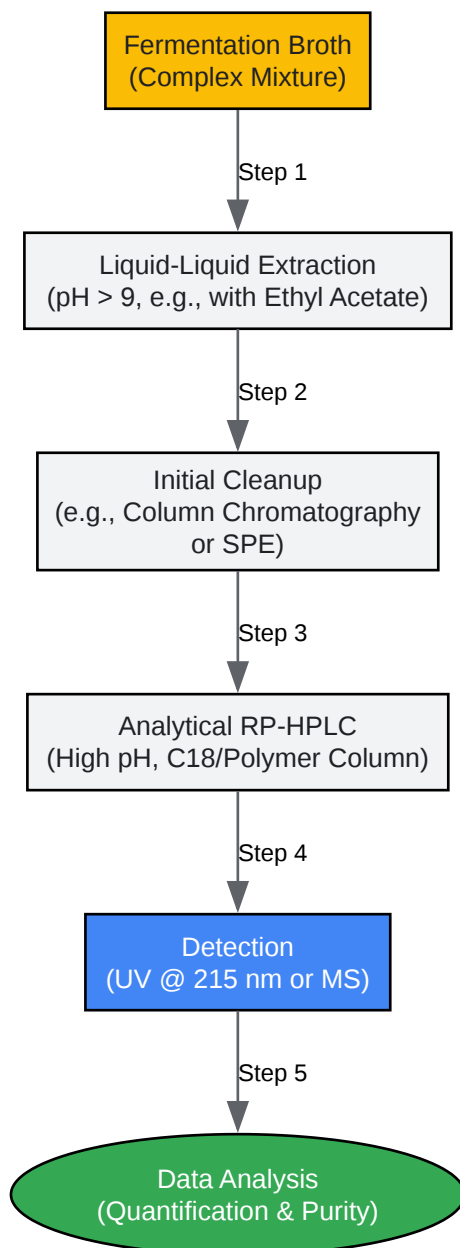 Fermentation Broth
(Complex Mixture)
Step 1
Liquid-Liquid Extraction
(pH > 9, e.g., with Ethyl Acetate)
Step 2
Initial Cleanup
(e.g., Column Chromatography
or SPE)
Step 3
Analytical RP-HPLC
(High pH, C18/Polymer Column)
Step 4
Detection
(UV @ 215 nm or MS)
Step 5
Data Analysis
(Quantification & Purity)